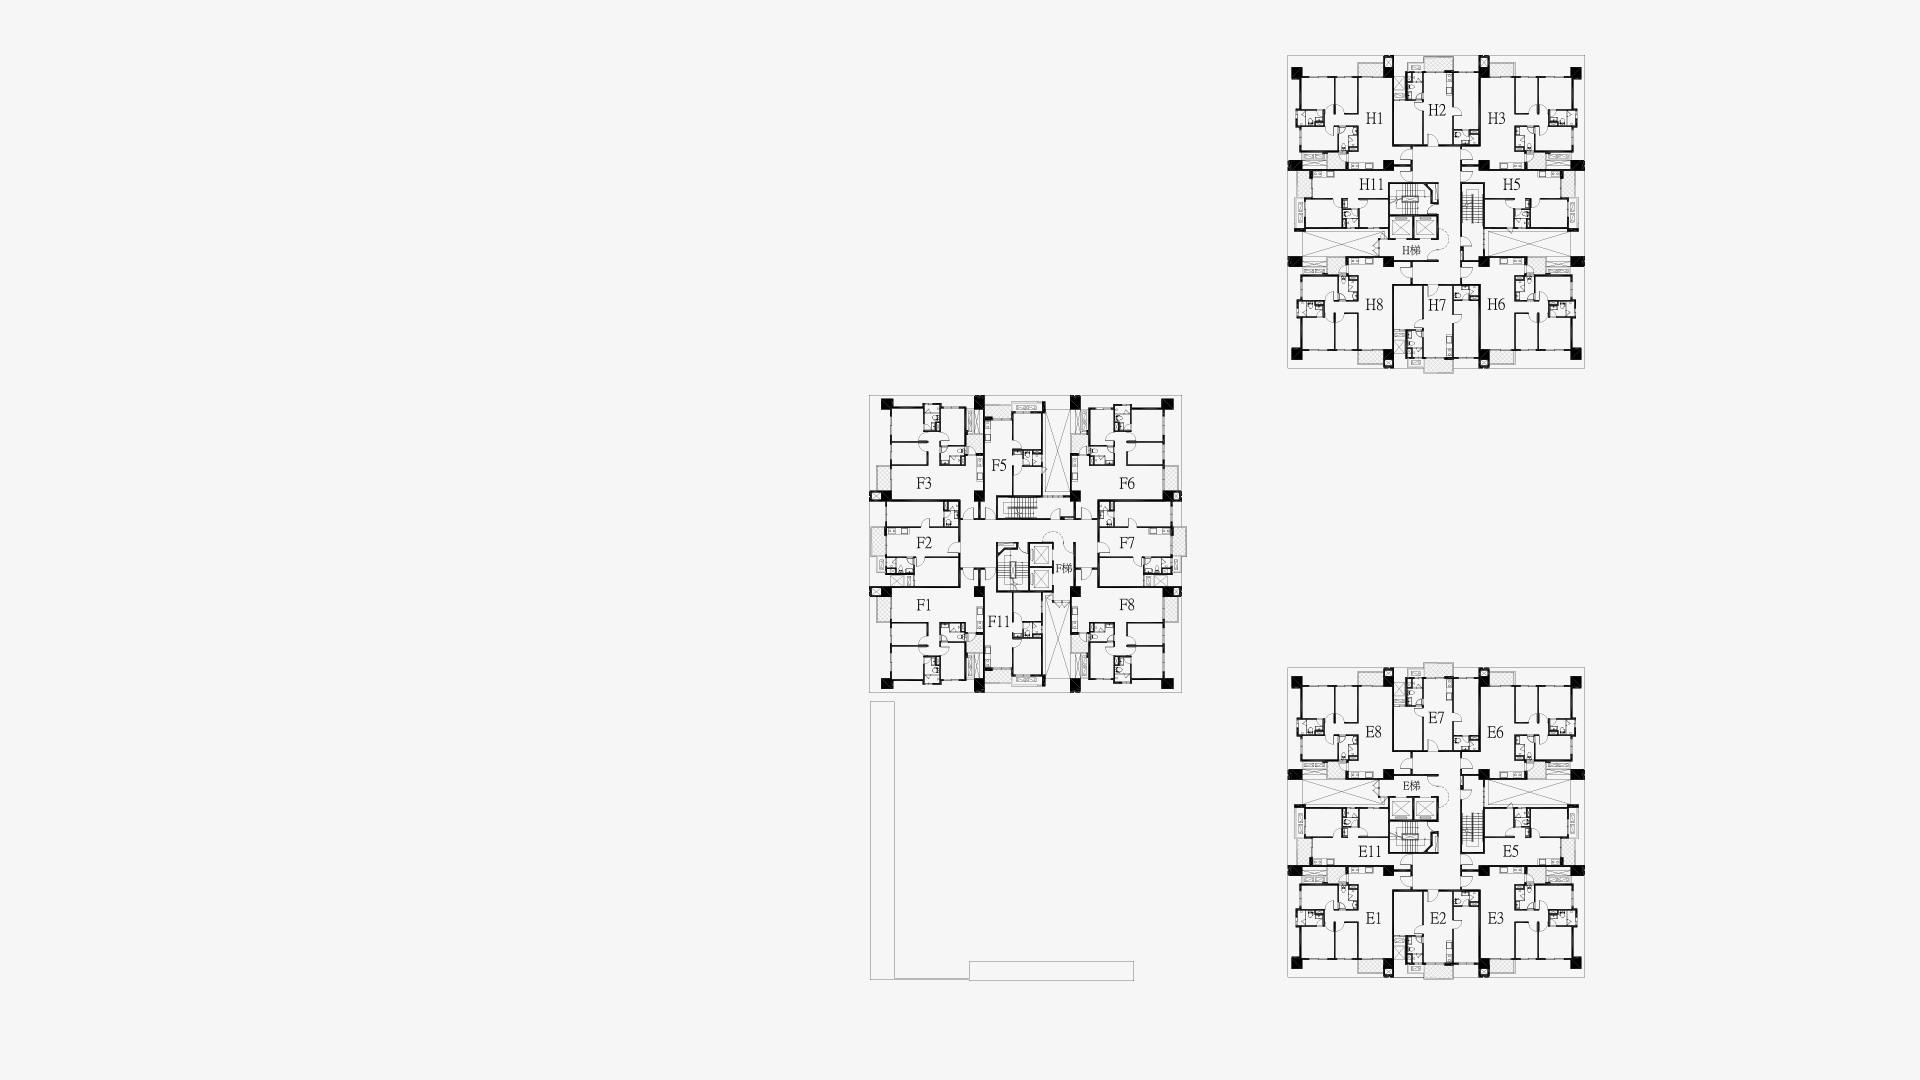 H1 H2 H3
H11 H5
H梯
H8 H7 H6
F3 F5 F6
F2 F7
F梯
F1 F11 F8
E8 E7 E6
E梯
E11 E5
E1 E2 E3